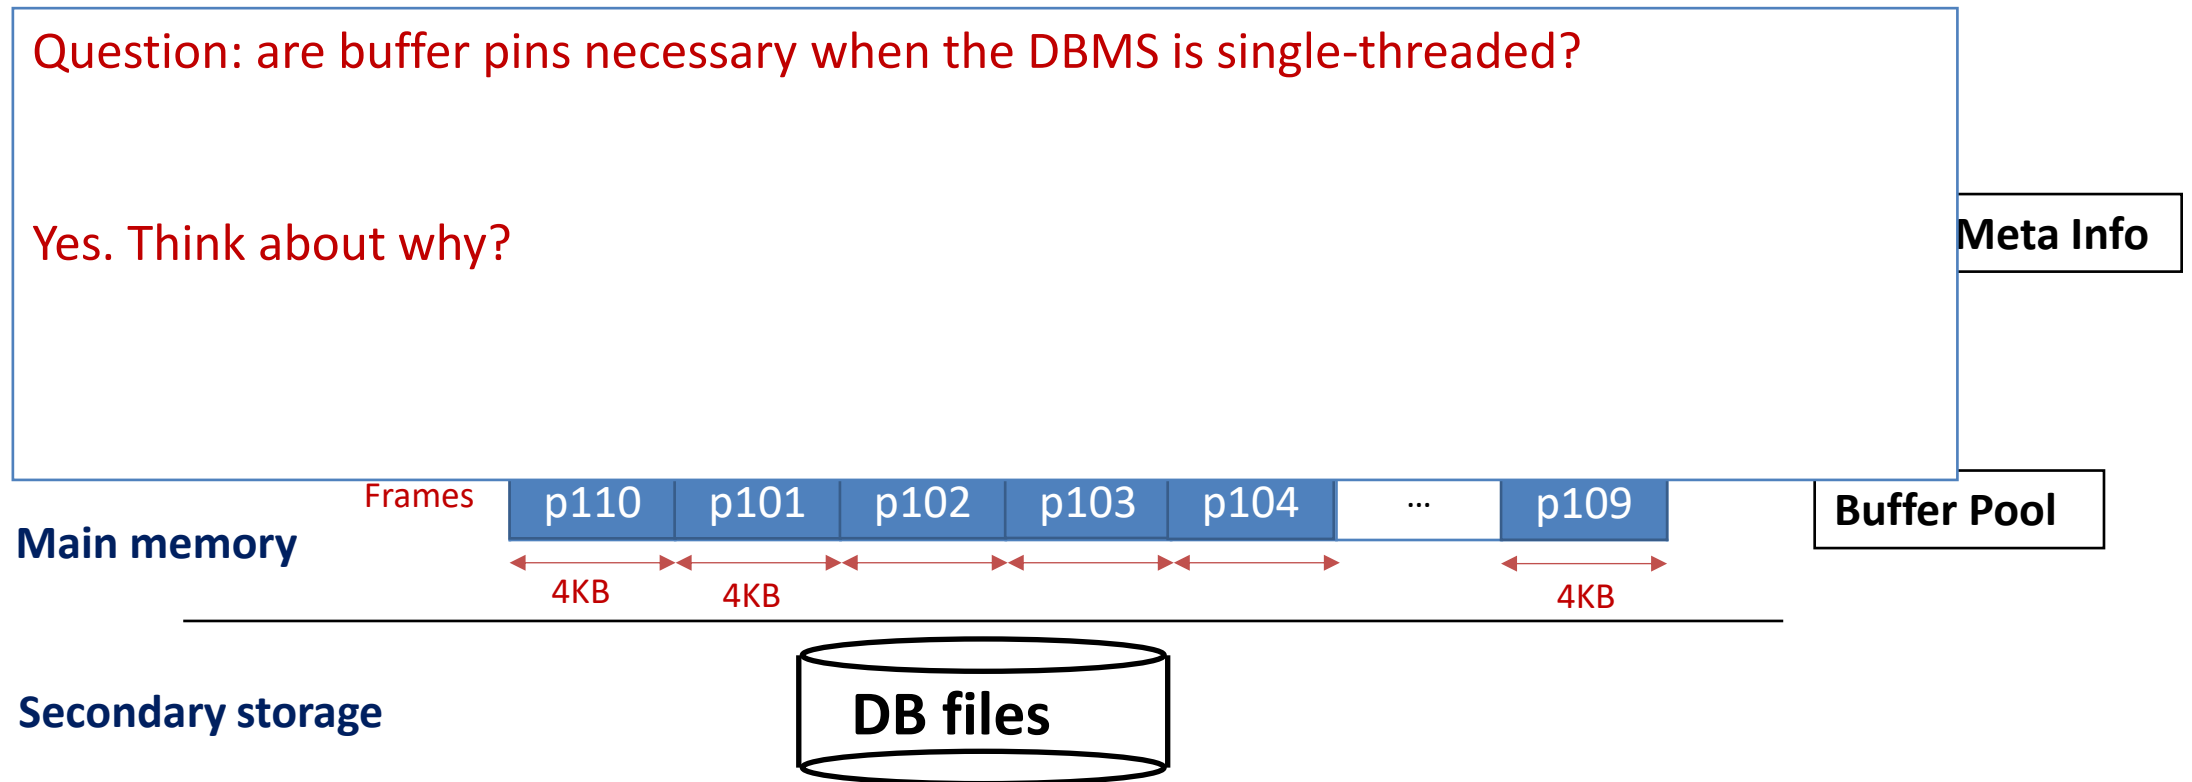 Question: are buffer pins necessary when the DBMS is single-threaded?
Yes. Think about why?
Meta Info
Frames
p110 p101 p102 p103 p104 ... p109
Buffer Pool
Main memory
4KB 4KB 4KB
DB files
Secondary storage